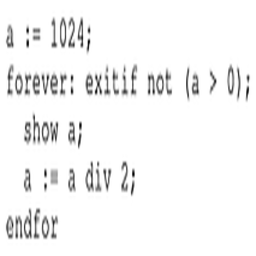 a := 1024;
forever: exitif not (a > 0);
show a;
a := a div 2;
endfor